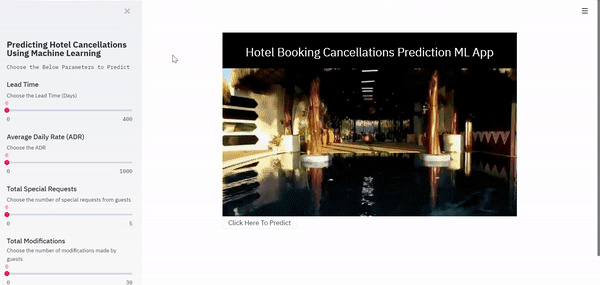 ×
Predicting Hotel Cancellations
Using Machine Learning
Choose the Below Parameters to Predict
Lead Time
Choose the Lead Time (Days)
0
0 400
Average Daily Rate (ADR)
Choose the ADR
0
0 1000
Total Special Requests
Choose the number of special requests from guests
0
0 5
Total Modifications
Choose the number of modifications made by
guests
0
0 30
Hotel Booking Cancellations Prediction ML App
Click Here To Predict